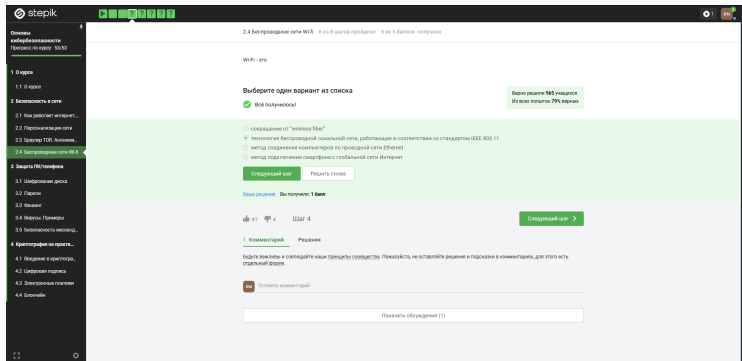 stepik
Основы
кибербезопасности
Прогресс по курсу: 53/53
1 О курсе
1.1 О курсе
2 Безопасность в сети
2.1 Как работает интернет...
2.2 Персонализация сети
2.3 Браузер TOR. Анониме...
2.4 Беспроводные сети Wi-fi
3 Защита ПК/телефона
3.1 Шифрование диска
3.2 Пароли
3.3 Фишинг
3.4 Вирусы. Примеры
3.5 Безопасность мессенд...
4 Криптография на практи...
4.1 Введение в криптогра...
4.2 Цифровая подпись
4.3 Электронные платежи
4.4 Блокчейн
2.4 Беспроводные сети Wi-fi 8 из 8 шагов пройдено 5 из 5 баллов получено
Wi-Fi - это
Выберите один вариант из списка
Всё получилось!
Верно решили 965 учащихся
Из всех попыток 79% верных
сокращение от "wireless fiber"
технология беспроводной локальной сети, работающая в соответствии со стандартом IEEE 802.11
метод соединения компьютеров по проводной сети Ethernet
метод подключения смартфона с глобальной сети Интернет
Следующий шаг Решить снова
Ваши решения Вы получили: 1 балл
41 4 Шаг 4 Следующий шаг
1 Комментарий Решения
Будьте вежливы и соблюдайте наши принципы сообщества. Пожалуйста, не оставляйте решения и подсказки в комментариях, для этого есть
отдельный форум.
Оставить комментарий
Показать обсуждения (1)